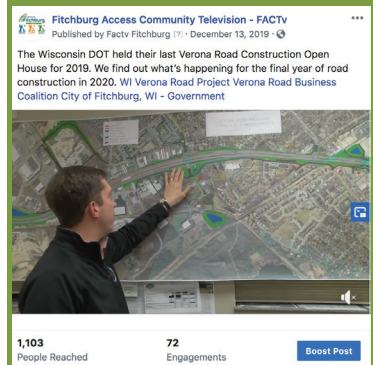 Fitchburg Access Community Television - FACTv
Published by Factv Fitchburg [?] · December 13, 2019 ·
The Wisconsin DOT held their last Verona Road Construction Open
House for 2019. We find out what's happening for the final year of road
construction in 2020. WI Verona Road Project Verona Road Business
Coalition City of Fitchburg, WI - Government
1,103
People Reached
72
Engagements
Boost Post